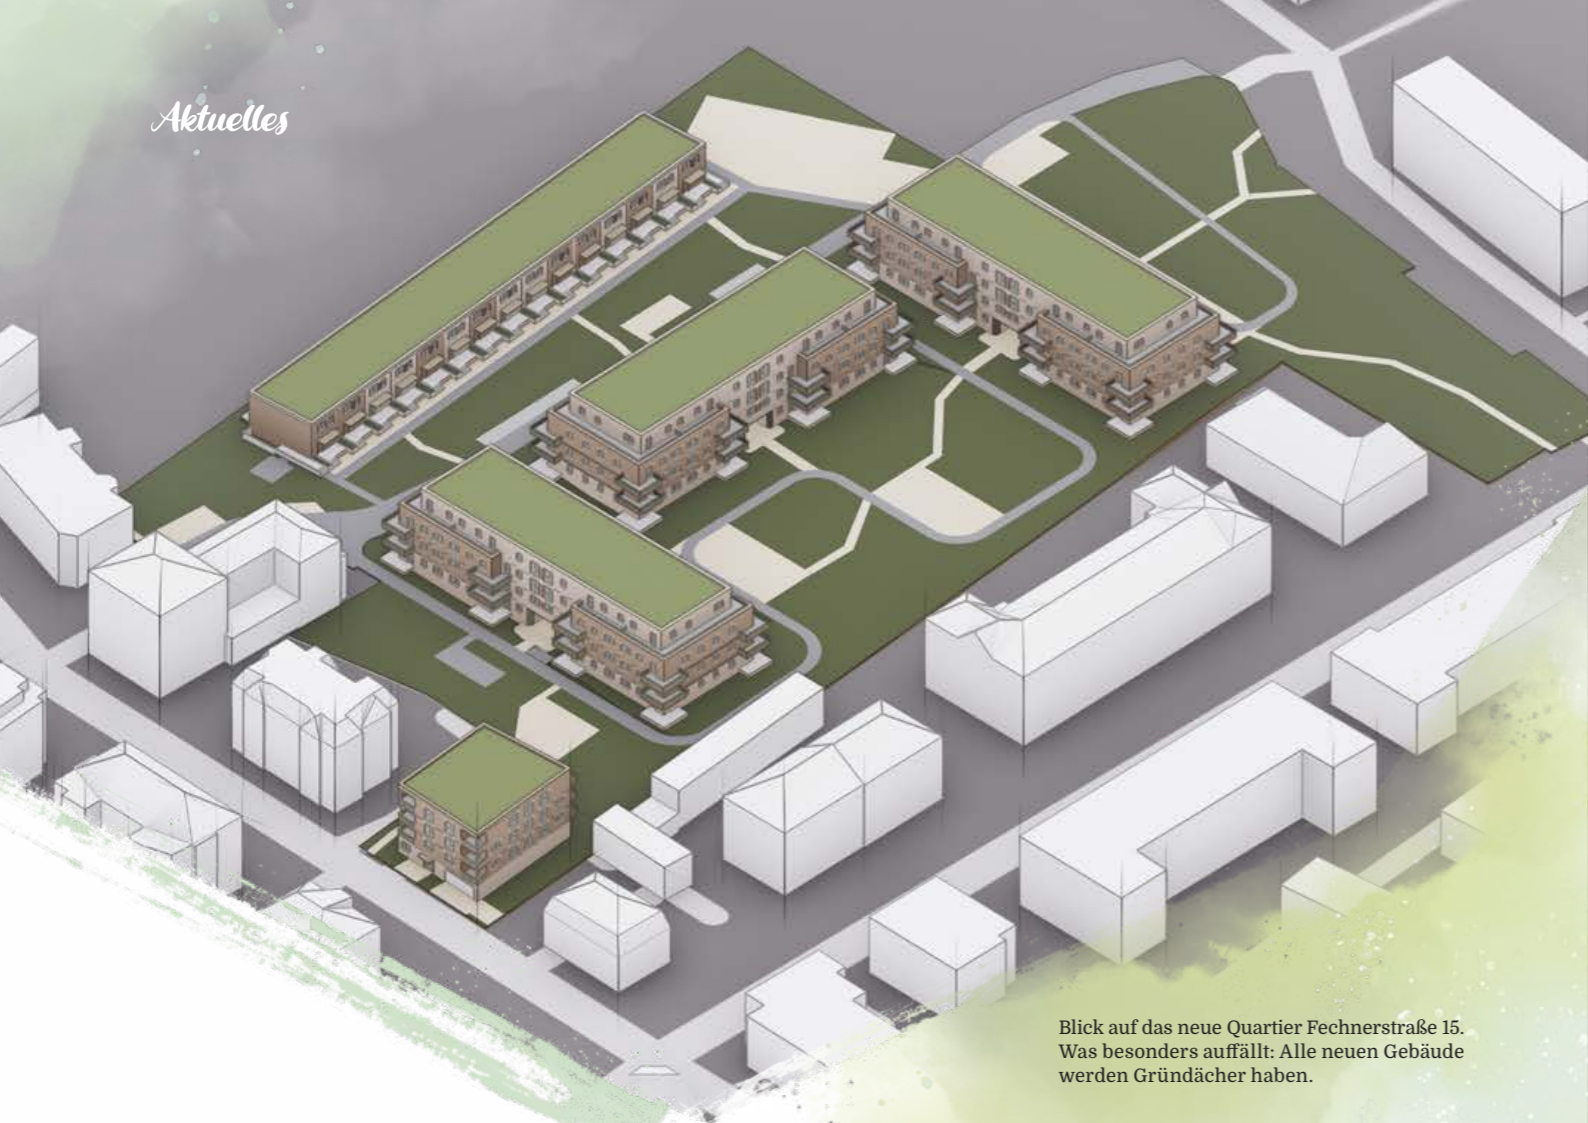 Aktuelles
Blick auf das neue Quartier Fechnerstraße 15.
Was besonders auffällt: Alle neuen Gebäude
werden Gründächer haben.